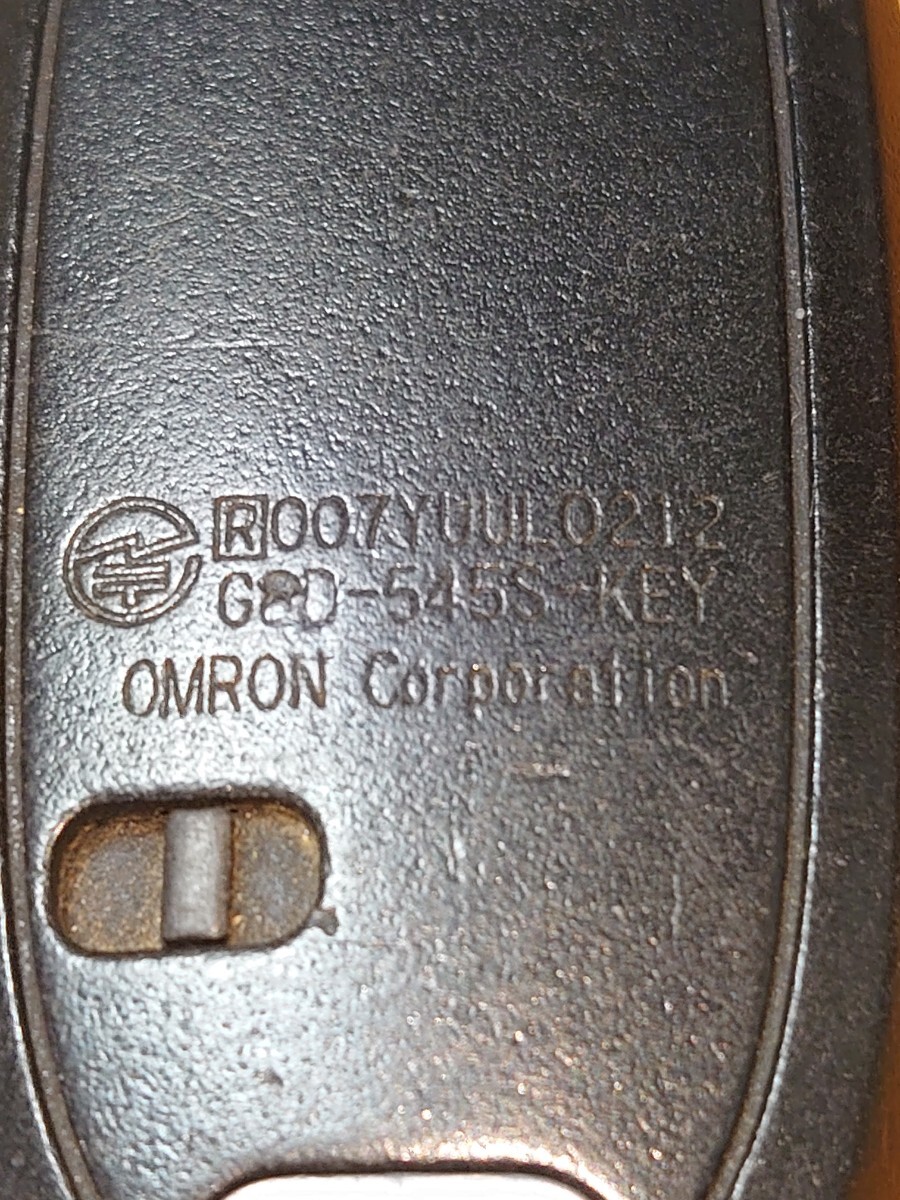 R007YUUL0212
G8D-545S-KEY
OMRON Corporation